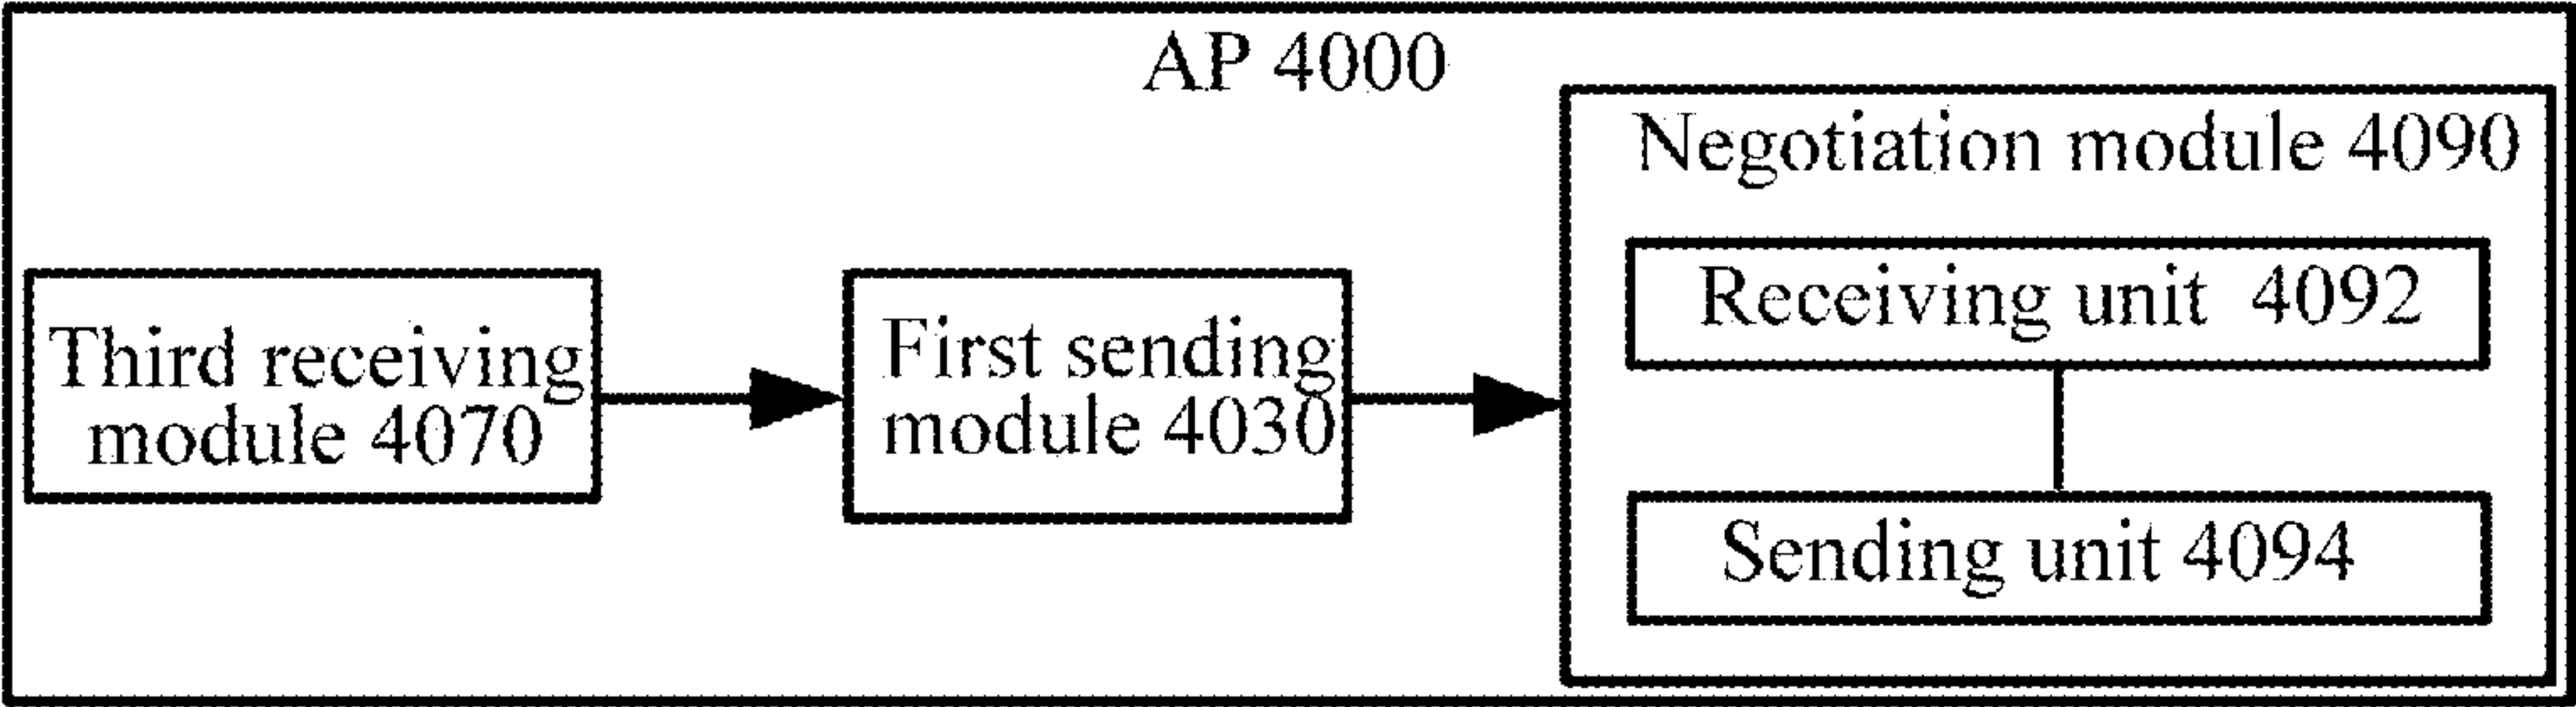 AP 4000
Negotiation module 4090
Receiving unit 4092
Third receiving
module 4070
First sending
module 4030
Sending unit 4094